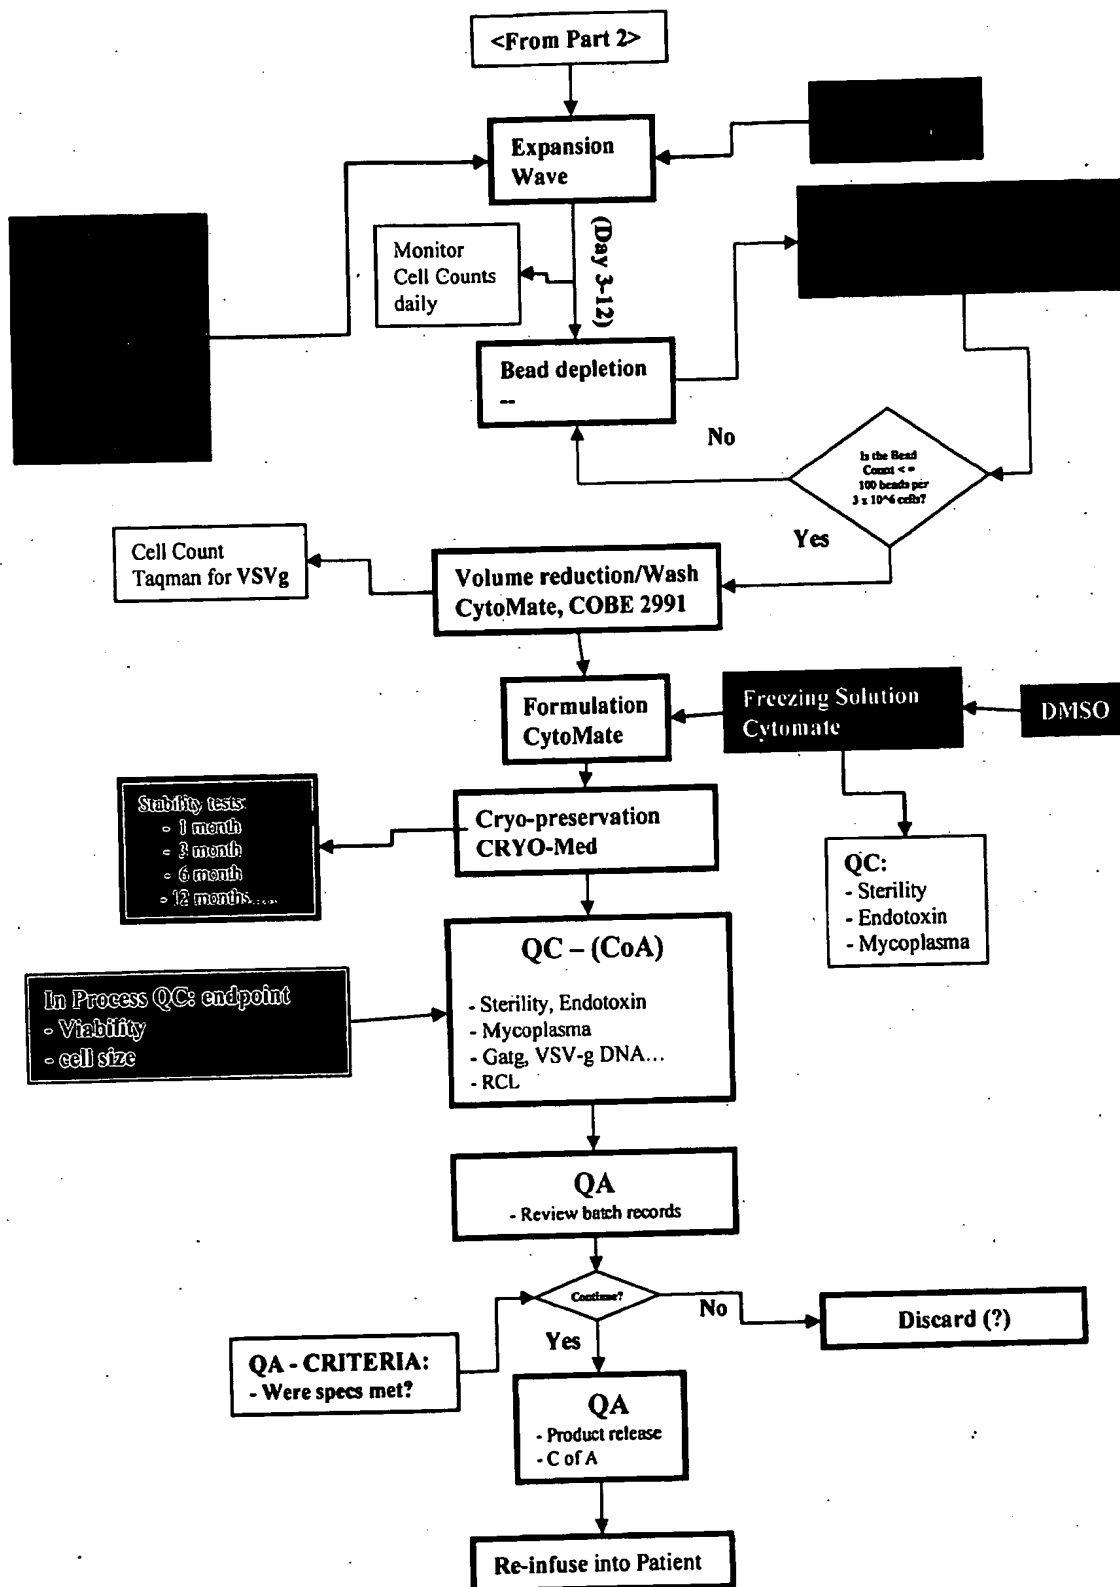 <From Part 2>
Expansion
Wave
(Day 3-12)
Monitor
Cell Counts
daily
Bead depletion
--
No
Is the Bead
Count < =
100 beads per
3 x 10^6 cells?
Yes
Cell Count
Taqman for VSVg
Volume reduction/Wash
CytoMate, COBE 2991
Formulation
CytoMate
Freezing Solution
Cytomate
DMSO
Stability tests
- 1 month
- 3 month
- 6 month
- 12 months.....
Cryo-preservation
CRYO-Med
QC:
- Sterility
- Endotoxin
- Mycoplasma
QC – (CoA)
- Sterility, Endotoxin
- Mycoplasma
- Gatg, VSV-g DNA...
- RCL
In Process QC: endpoint
- Viability
- cell size
QA
- Review batch records
Continue?
No
Discard (?)
Yes
QA - CRITERIA:
- Were specs met?
QA
- Product release
- C of A
Re-infuse into Patient